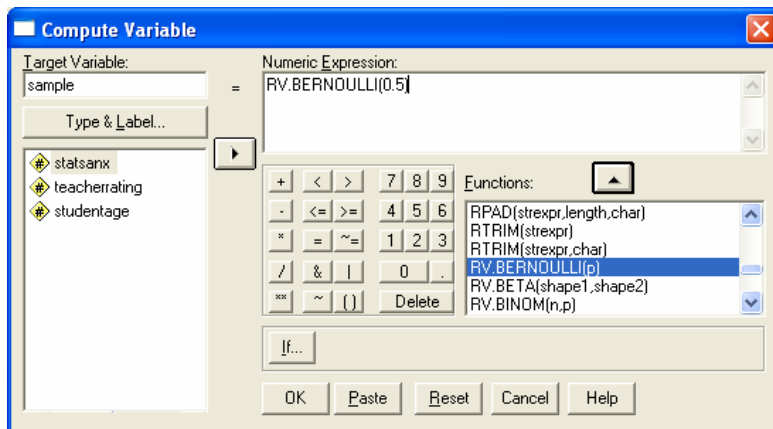 Compute Variable
Target Variable:
sample
=
Numeric Expression:
RV.BERNOULLI(0.5)
Type & Label...
statsanx
teacherrating
studentage
+ < > 7 8 9
- <= >= 4 5 6
* = ~= 1 2 3
/ & | 0 .
** ~ ( ) Delete
Functions:
RPAD(strexpr,length,char)
RTRIM(strexpr)
RTRIM(strexpr,char)
RV.BERNOULLI(p)
RV.BETA(shape1,shape2)
RV.BINOM(n,p)
If...
OK Paste Reset Cancel Help